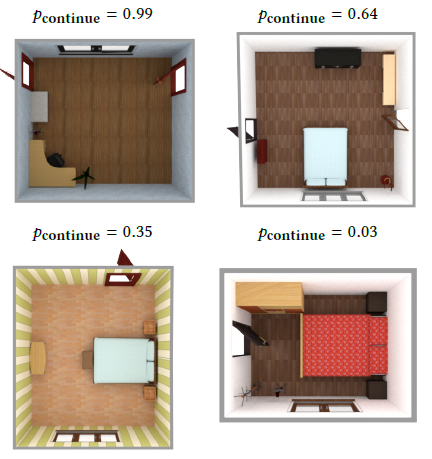 pcontinue = 0.99
pcontinue = 0.64
pcontinue = 0.35
pcontinue = 0.03